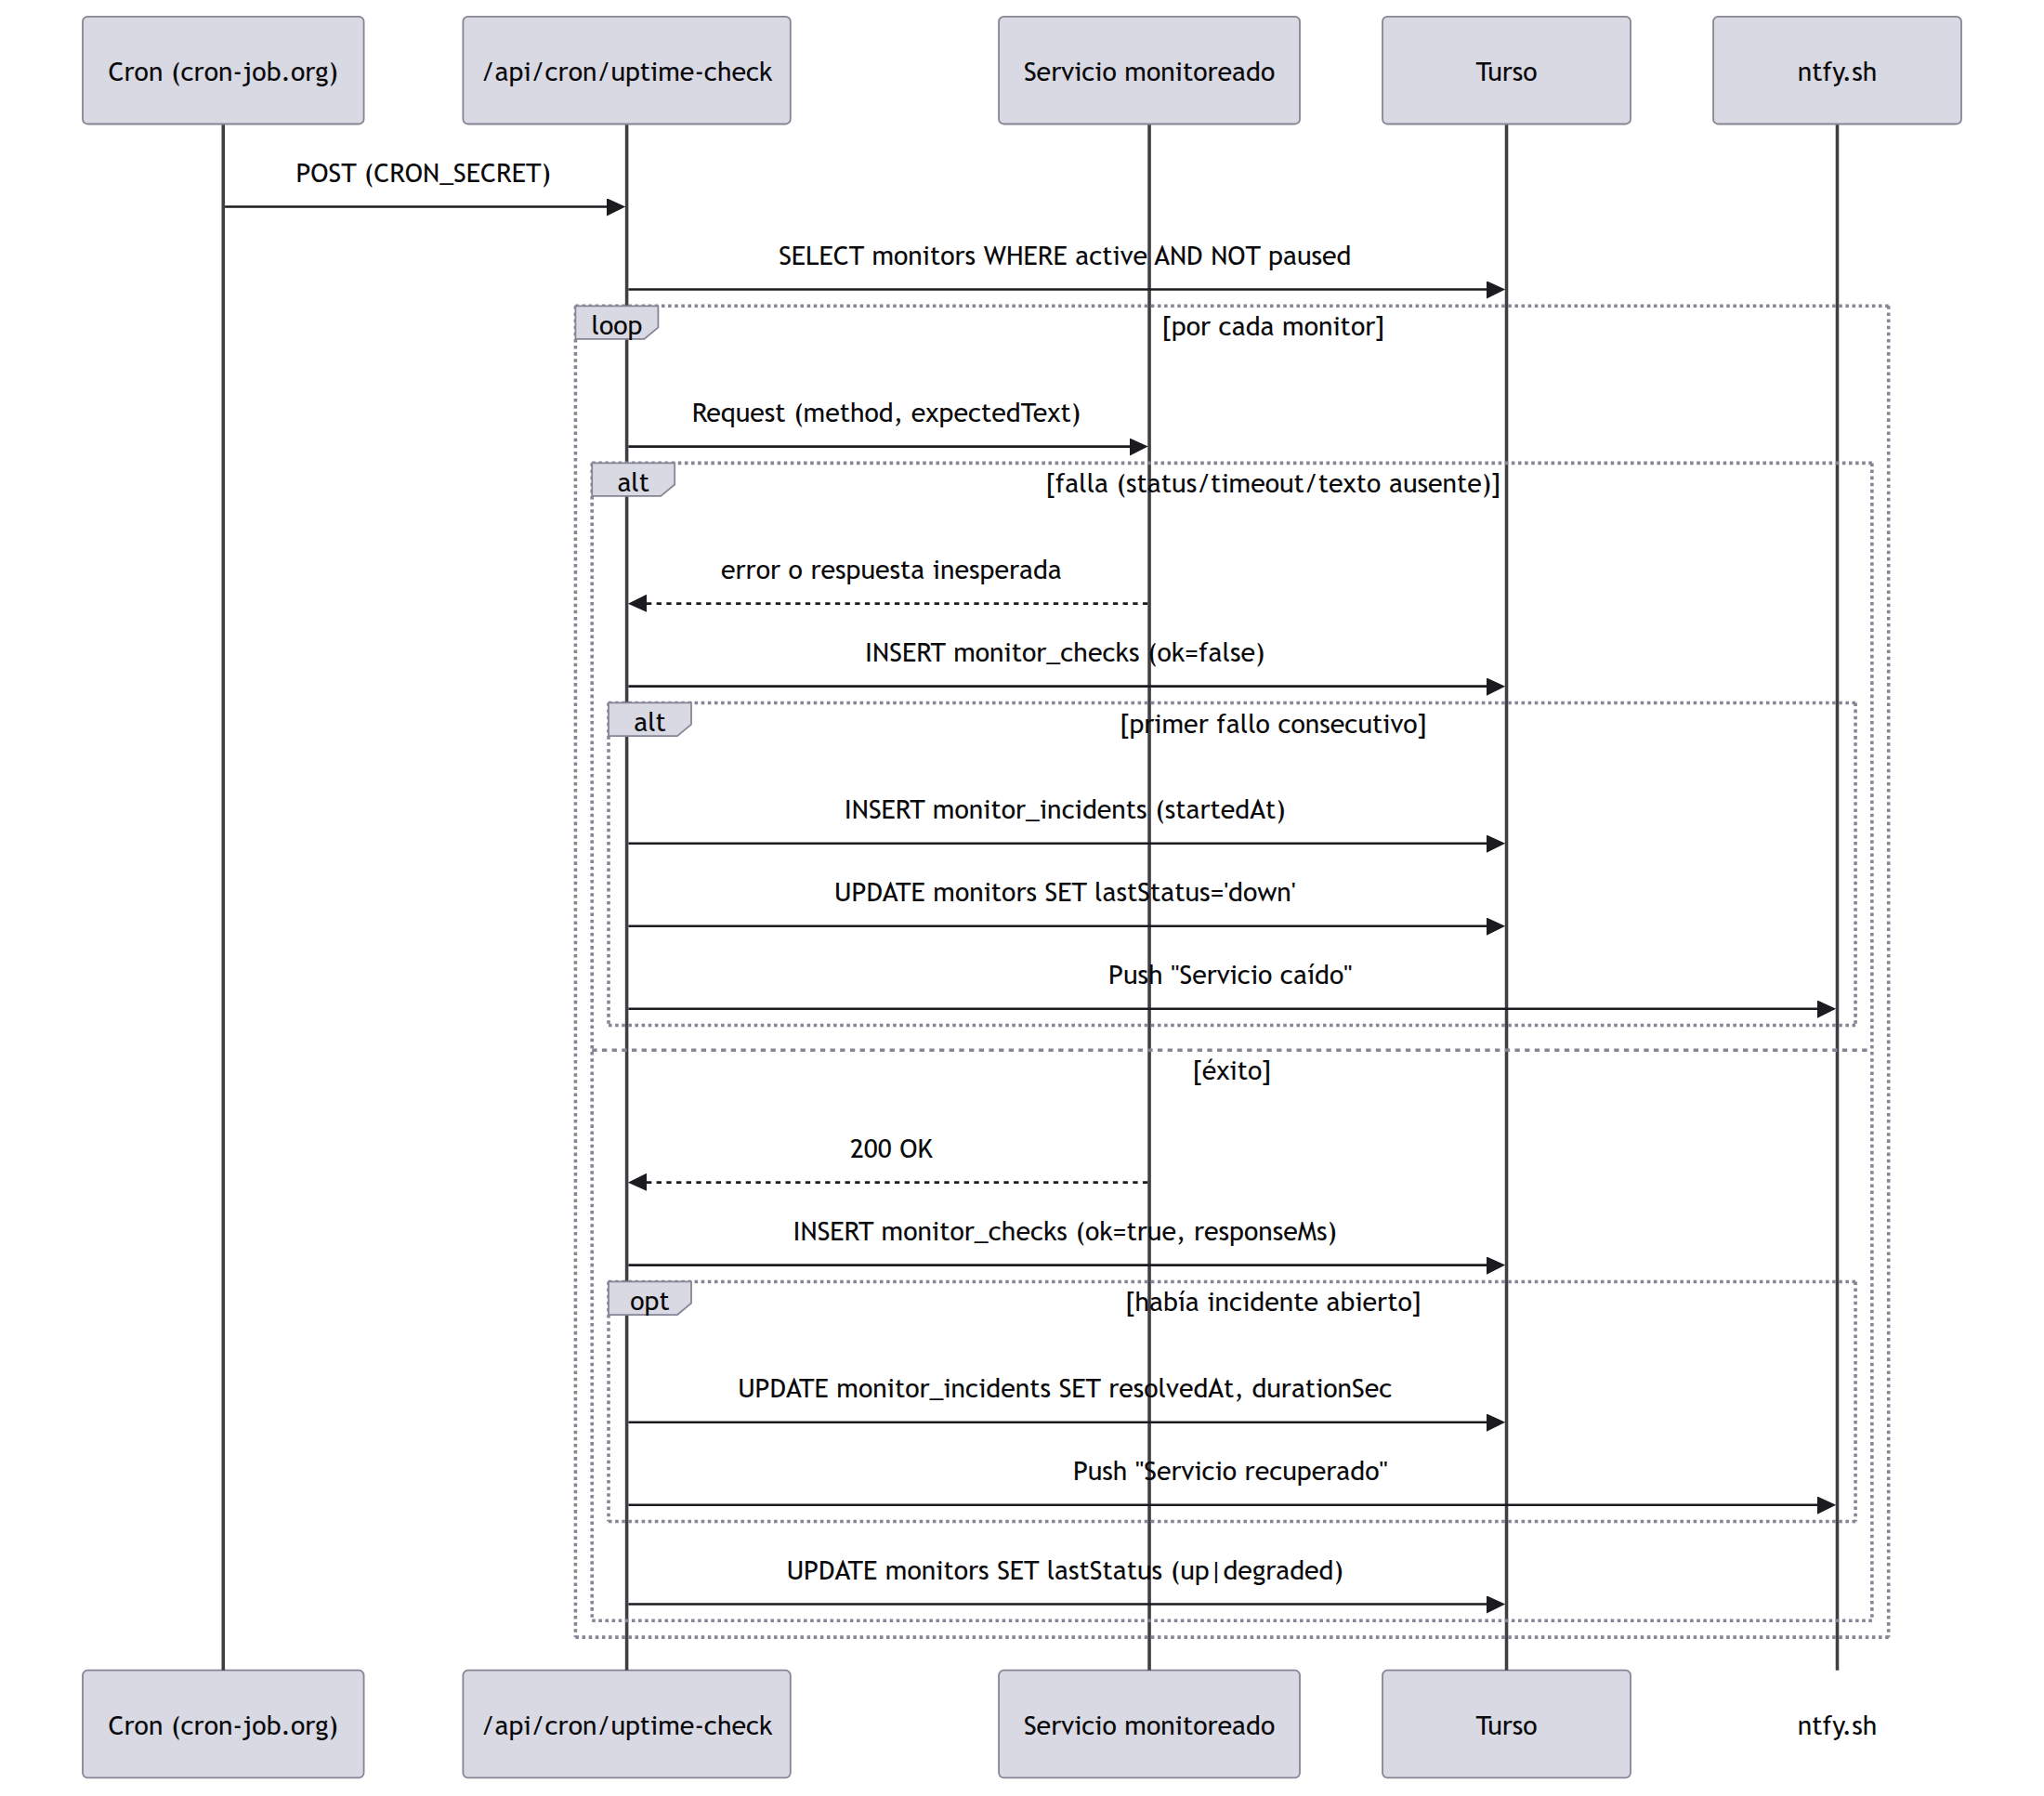 Cron (cron-job.org)
/api/cron/uptime-check
Servicio monitoreado
Turso
ntfy.sh
POST (CRON_SECRET)
SELECT monitors WHERE active AND NOT paused
loop
[por cada monitor]
Request (method, expectedText)
alt
[falla (status/timeout/texto ausente)]
error o respuesta inesperada
INSERT monitor_checks (ok=false)
alt
[primer fallo consecutivo]
INSERT monitor_incidents (startedAt)
UPDATE monitors SET lastStatus='down'
Push "Servicio caído"
[éxito]
200 OK
INSERT monitor_checks (ok=true, responseMs)
opt
[había incidente abierto]
UPDATE monitor_incidents SET resolvedAt, durationSec
Push "Servicio recuperado"
UPDATE monitors SET lastStatus (up|degraded)
Cron (cron-job.org)
/api/cron/uptime-check
Servicio monitoreado
Turso
ntfy.sh